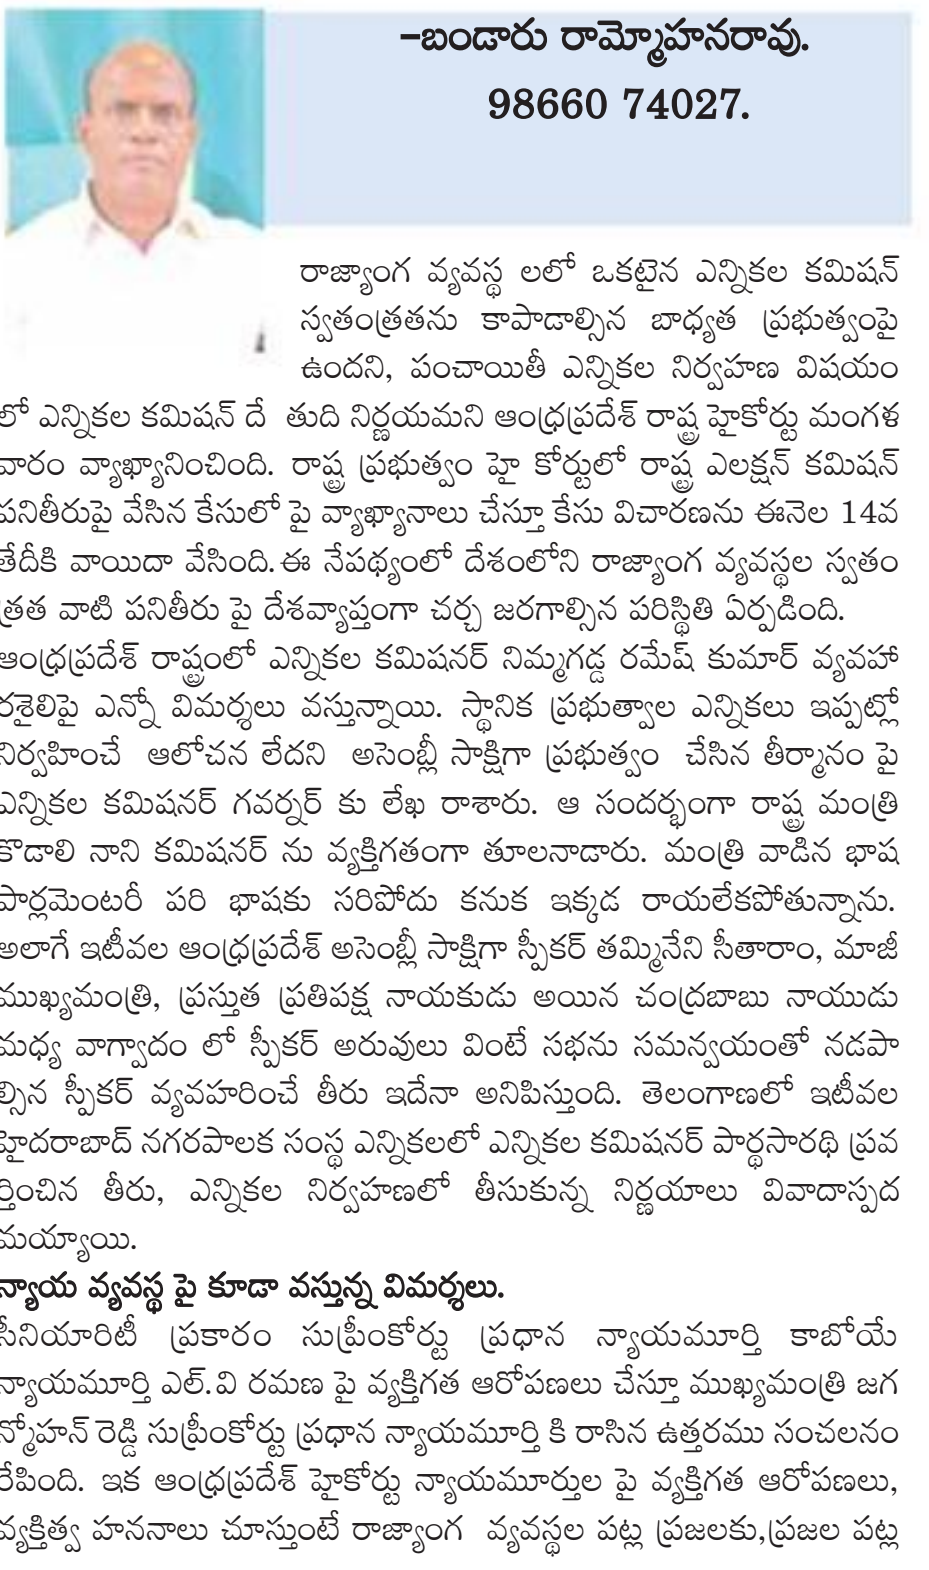 -బండారు రామ్మోహనరావు.
98660 74027.
రాజ్యాంగ వ్యవస్థ లలో ఒకటైన ఎన్నికల కమిషన్
స్వతంత్రతను కాపాడాల్సిన బాధ్యత ప్రభుత్వంపై
ఉందని, పంచాయితీ ఎన్నికల నిర్వహణ విషయం
లో ఎన్నికల కమిషన్ దే తుది నిర్ణయమని ఆంధ్రప్రదేశ్ రాష్ట్ర హైకోర్టు మంగళ
వారం వ్యాఖ్యానించింది. రాష్ట్ర ప్రభుత్వం హై కోర్టులో రాష్ట్ర ఎలక్షన్ కమిషన్
పనితీరుపై వేసిన కేసులో పై వ్యాఖ్యానాలు చేస్తూ కేసు విచారణను ఈనెల 14వ
తేదీకి వాయిదా వేసింది.ఈ నేపథ్యంలో దేశంలోని రాజ్యాంగ వ్యవస్థల స్వతం
త్రత వాటి పనితీరు పై దేశవ్యాప్తంగా చర్చ జరగాల్సిన పరిస్థితి ఏర్పడింది.
ఆంధ్రప్రదేశ్ రాష్ట్రంలో ఎన్నికల కమిషనర్ నిమ్మగడ్డ రమేష్ కుమార్ వ్యవహా
రశైలిపై ఎన్నో విమర్శలు వస్తున్నాయి. స్థానిక ప్రభుత్వాల ఎన్నికలు ఇప్పట్లో
నిర్వహించే ఆలోచన లేదని అసెంబ్లీ సాక్షిగా ప్రభుత్వం చేసిన తీర్మానం పై
ఎన్నికల కమిషనర్ గవర్నర్ కు లేఖ రాశారు. ఆ సందర్భంగా రాష్ట్ర మంత్రి
కొడాలి నాని కమిషనర్ ను వ్యక్తిగతంగా తూలనాడారు. మంత్రి వాడిన భాష
పార్లమెంటరీ పరి భాషకు సరిపోదు కనుక ఇక్కడ రాయలేకపోతున్నాను.
అలాగే ఇటీవల ఆంధ్రప్రదేశ్ అసెంబ్లీ సాక్షిగా స్పీకర్ తమ్మినేని సీతారాం, మాజీ
ముఖ్యమంత్రి, ప్రస్తుత ప్రతిపక్ష నాయకుడు అయిన చంద్రబాబు నాయుడు
మధ్య వాగ్వాదం లో స్పీకర్ అరువులు వింటే సభను సమన్వయంతో నడపా
ల్సిన స్పీకర్ వ్యవహరించే తీరు ఇదేనా అనిపిస్తుంది. తెలంగాణలో ఇటీవల
హైదరాబాద్ నగరపాలక సంస్థ ఎన్నికలలో ఎన్నికల కమిషనర్ పార్థసారథి ప్రవ
ర్తించిన తీరు, ఎన్నికల నిర్వహణలో తీసుకున్న నిర్ణయాలు వివాదాస్పద
మయ్యాయి.
న్యాయ వ్యవస్థ పై కూడా వస్తున్న విమర్శలు.
సీనియారిటీ ప్రకారం సుప్రీంకోర్టు ప్రధాన న్యాయమూర్తి కాబోయే
న్యాయమూర్తి ఎల్.వి రమణ పై వ్యక్తిగత ఆరోపణలు చేస్తూ ముఖ్యమంత్రి జగ
న్మోహన్ రెడ్డి సుప్రీంకోర్టు ప్రధాన న్యాయమూర్తి కి రాసిన ఉత్తరము సంచలనం
రేపింది. ఇక ఆంధ్రప్రదేశ్ హైకోర్టు న్యాయమూర్తుల పై వ్యక్తిగత ఆరోపణలు,
వ్యక్తిత్వ హననాలు చూస్తుంటే రాజ్యాంగ వ్యవస్థల పట్ల ప్రజలకు,ప్రజల పట్ల